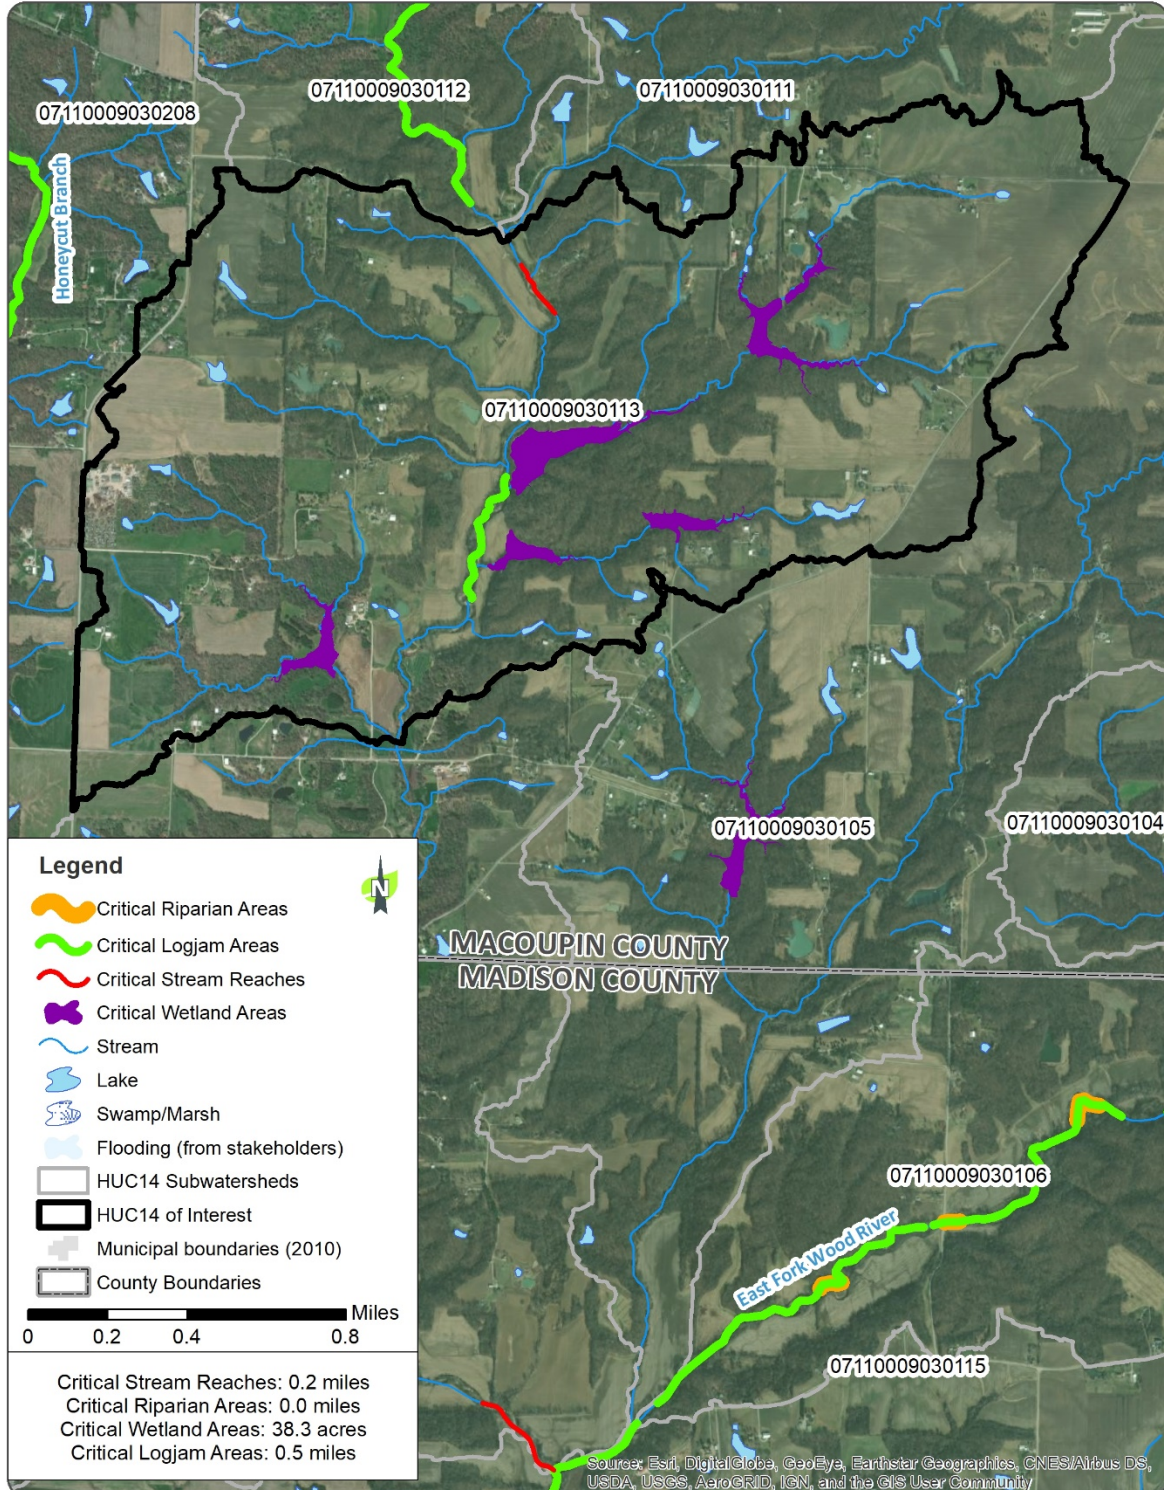 071100090301112
071100090301111
07110009030208
Honeycut Branch
07110009030113
07110009030105
07110009030104
MACOUPIN COUNTY
MADISON COUNTY
07110009030106
East Fork Wood River
07110009030115
Legend
N
Critical Riparian Areas
Critical Logjam Areas
Critical Stream Reaches
Critical Wetland Areas
Stream
Lake
Swamp/Marsh
Flooding (from stakeholders)
HUC14 Subwatersheds
HUC14 of Interest
Municipal boundaries (2010)
County Boundaries
Miles
0 0.2 0.4 0.8
Critical Stream Reaches: 0.2 miles
Critical Riparian Areas: 0.0 miles
Critical Wetland Areas: 38.3 acres
Critical Logjam Areas: 0.5 miles
Source: Esri, DigitalGlobe, GeoEye, Earthstar Geographics, CNES/Airbus DS,
USDA, USGS, AeroGRID, IGN, and the GIS User Community